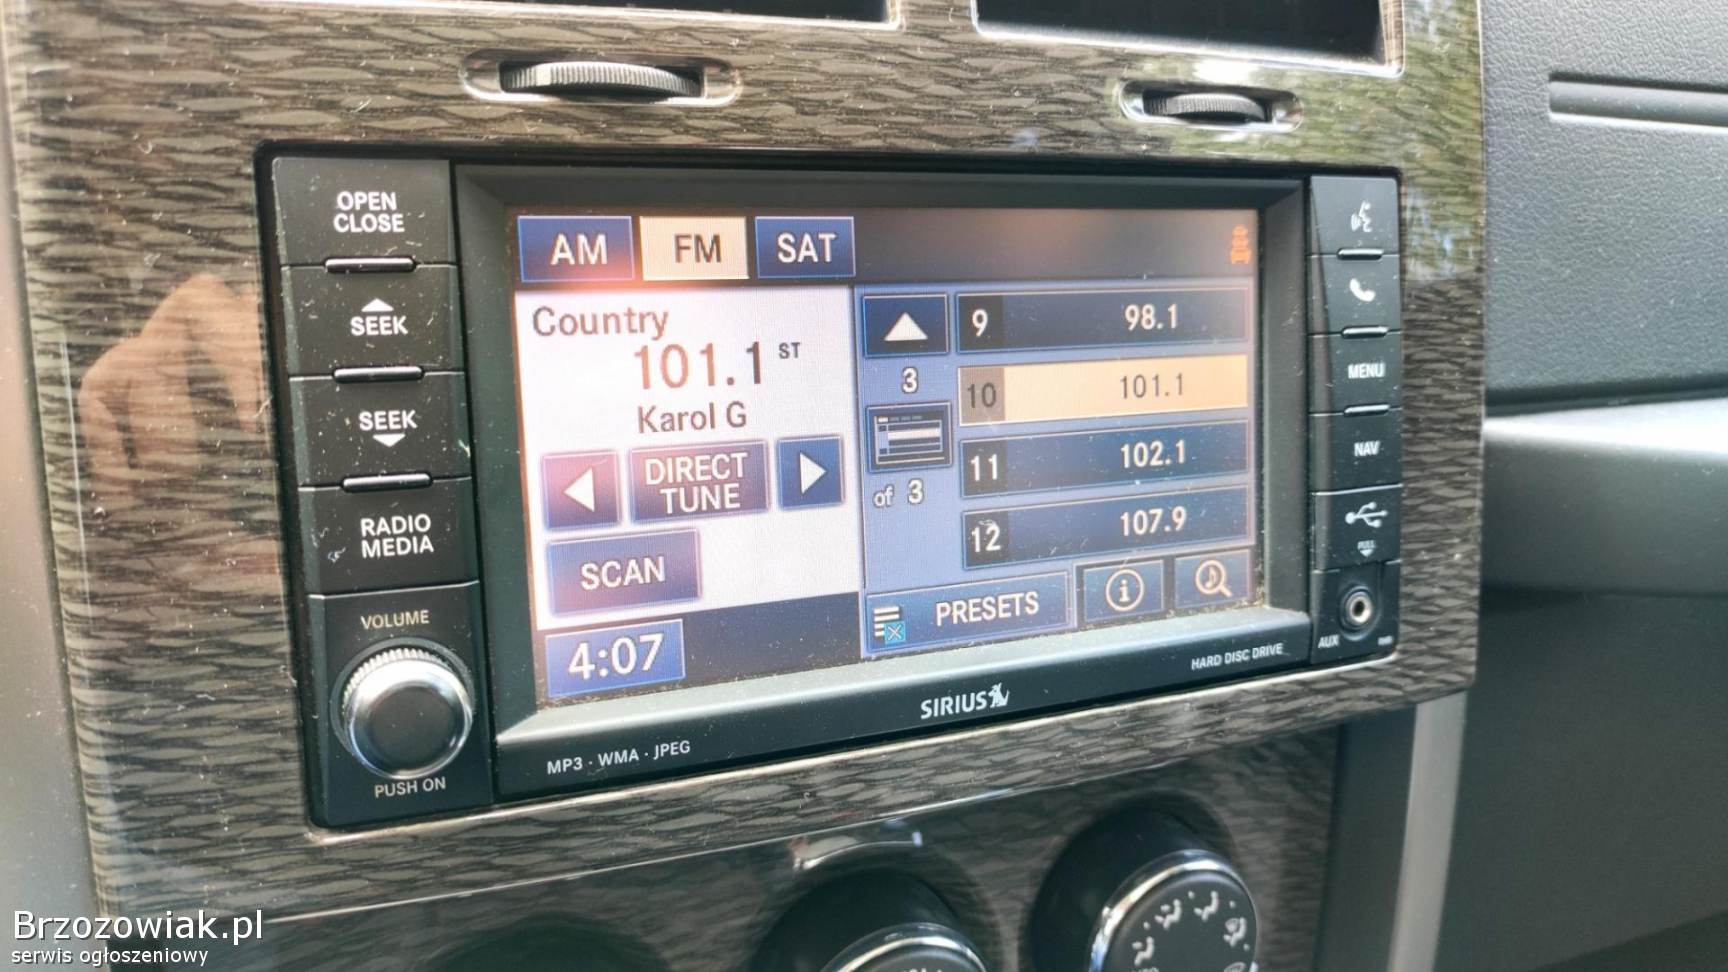 OPEN
CLOSE
SEEK
SEEK
RADIO
MEDIA
VOLUME
PUSH ON
AM
FM
SAT
Country
101.1 ST
Karol G
DIRECT
TUNE
SCAN
4:07
3
of 3
9 98.1
10 101.1
11 102.1
12 107.9
PRESETS
MENU
NAV
PULL
AUX
HARD DISC DRIVE
SIRIUS
MP3 · WMA · JPEG
Brzozowiak.pl
serwis ogłoszeniowy